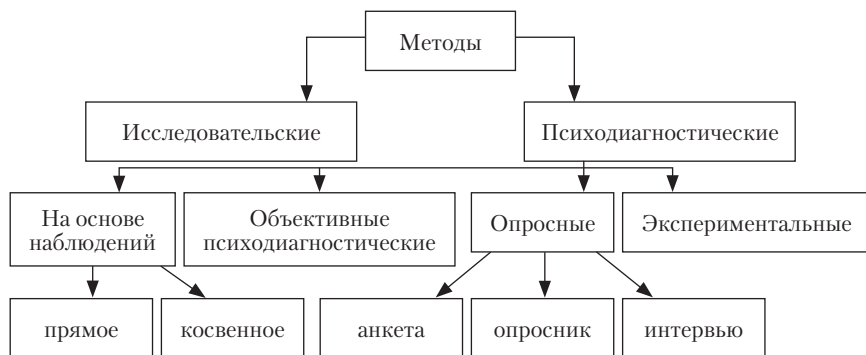 Методы
Исследовательские
Психодиагностические
На основе
наблюдений
Объективные
психодиагностические
Опросные
Экспериментальные
прямое
косвенное
анкета
опросник
интервью